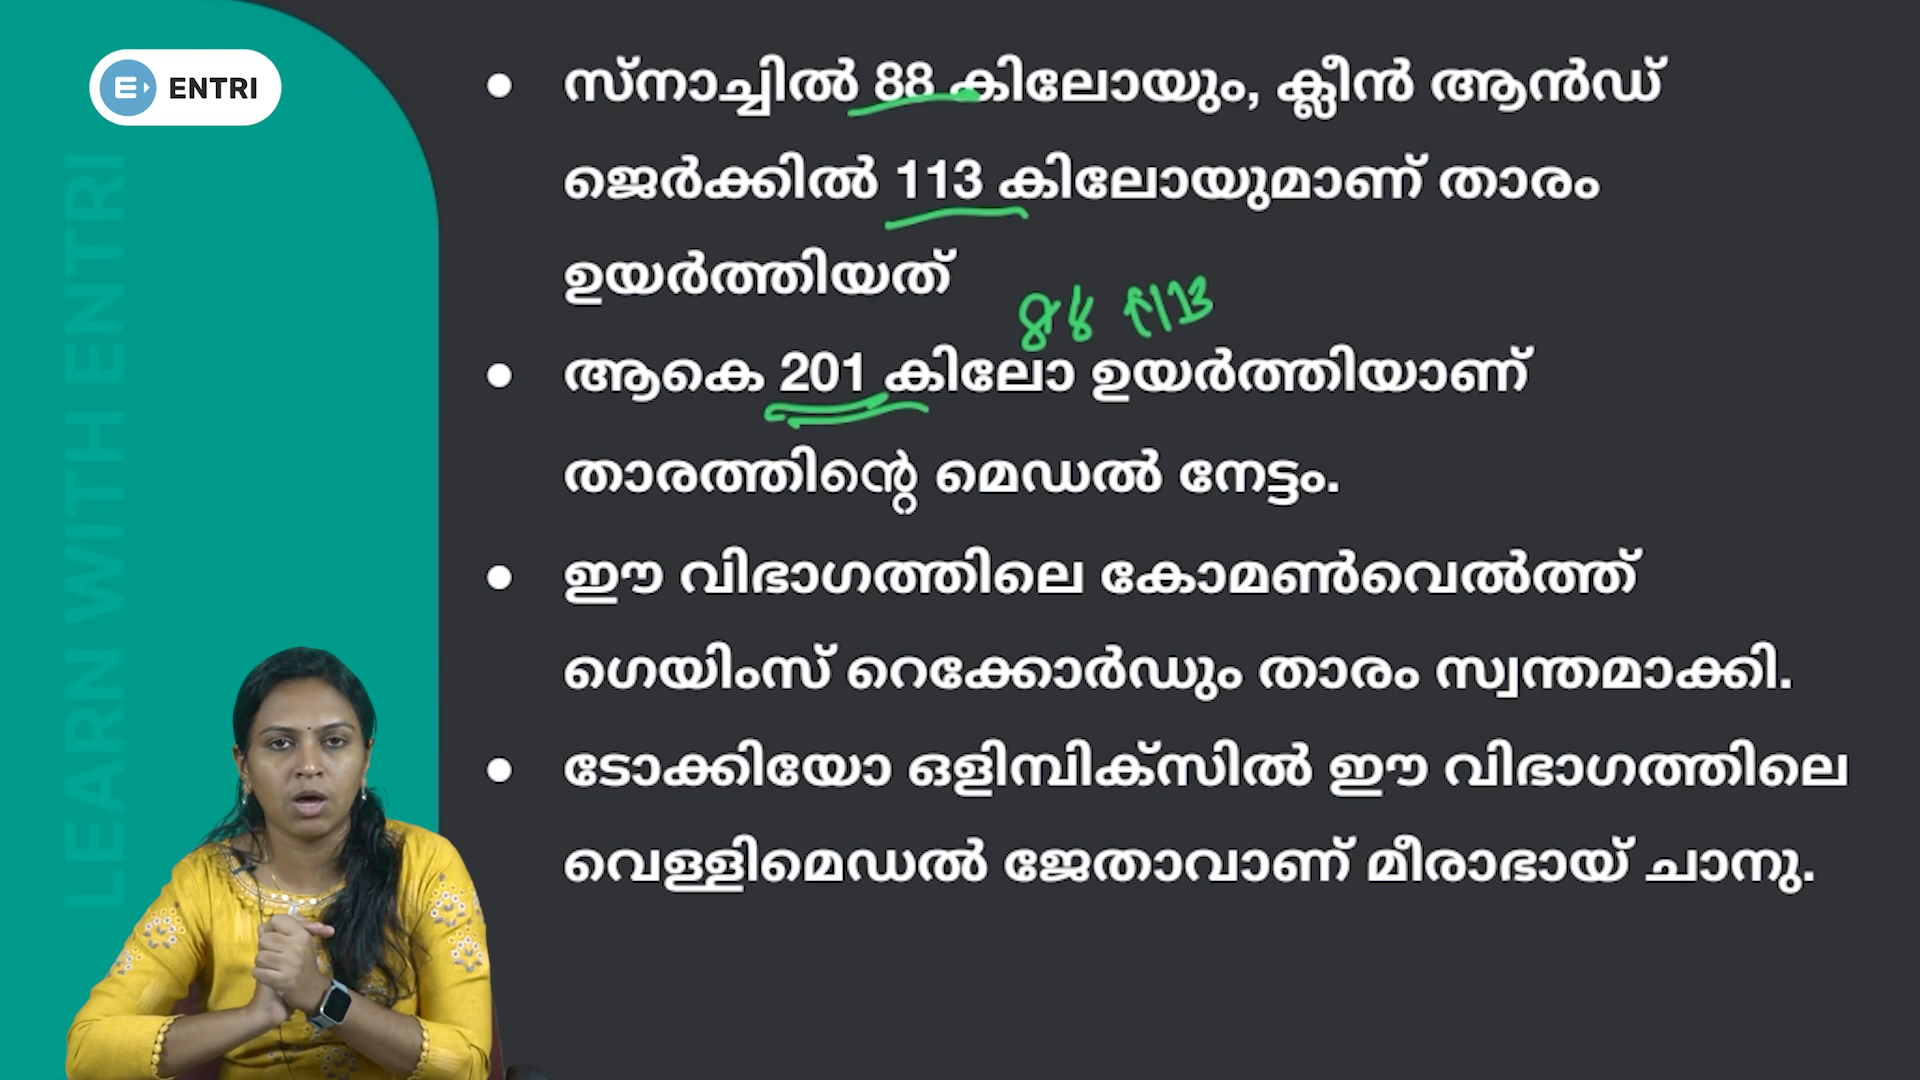 ENTRI
LEARN WITH ENTRI
● സ്നാച്ചിൽ 88 കിലോയും, ക്ലീൻ ആൻഡ്
ജെർക്കിൽ 113 കിലോയുമാണ് താരം
ഉയർത്തിയത്
88 + 113
● ആകെ 201 കിലോ ഉയർത്തിയാണ്
താരത്തിന്റെ മെഡൽ നേട്ടം.
● ഈ വിഭാഗത്തിലെ കോമൺവെൽത്ത്
ഗെയിംസ് റെക്കോർഡും താരം സ്വന്തമാക്കി.
● ടോക്കിയോ ഒളിമ്പിക്സിൽ ഈ വിഭാഗത്തിലെ
വെള്ളിമെഡൽ ജേതാവാണ് മീരാഭായ് ചാനു.